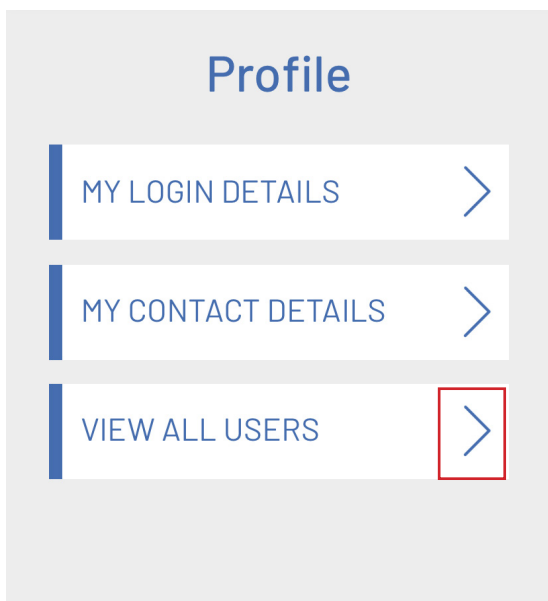 Profile
MY LOGIN DETAILS
MY CONTACT DETAILS
VIEW ALL USERS